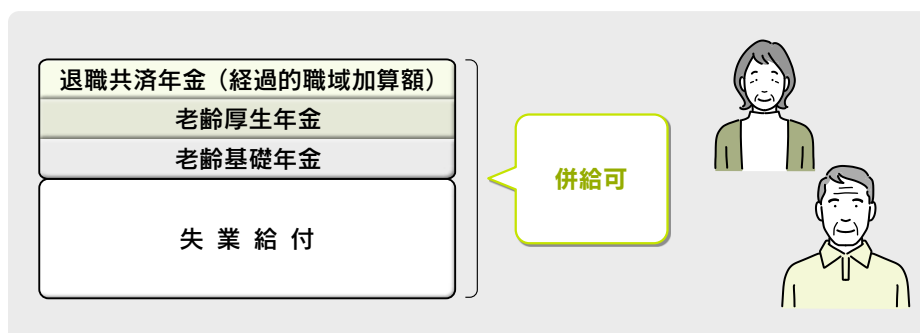 退職共済年金（経過的職域加算額）
老齢厚生年金
老齢基礎年金
失業給付
併給可